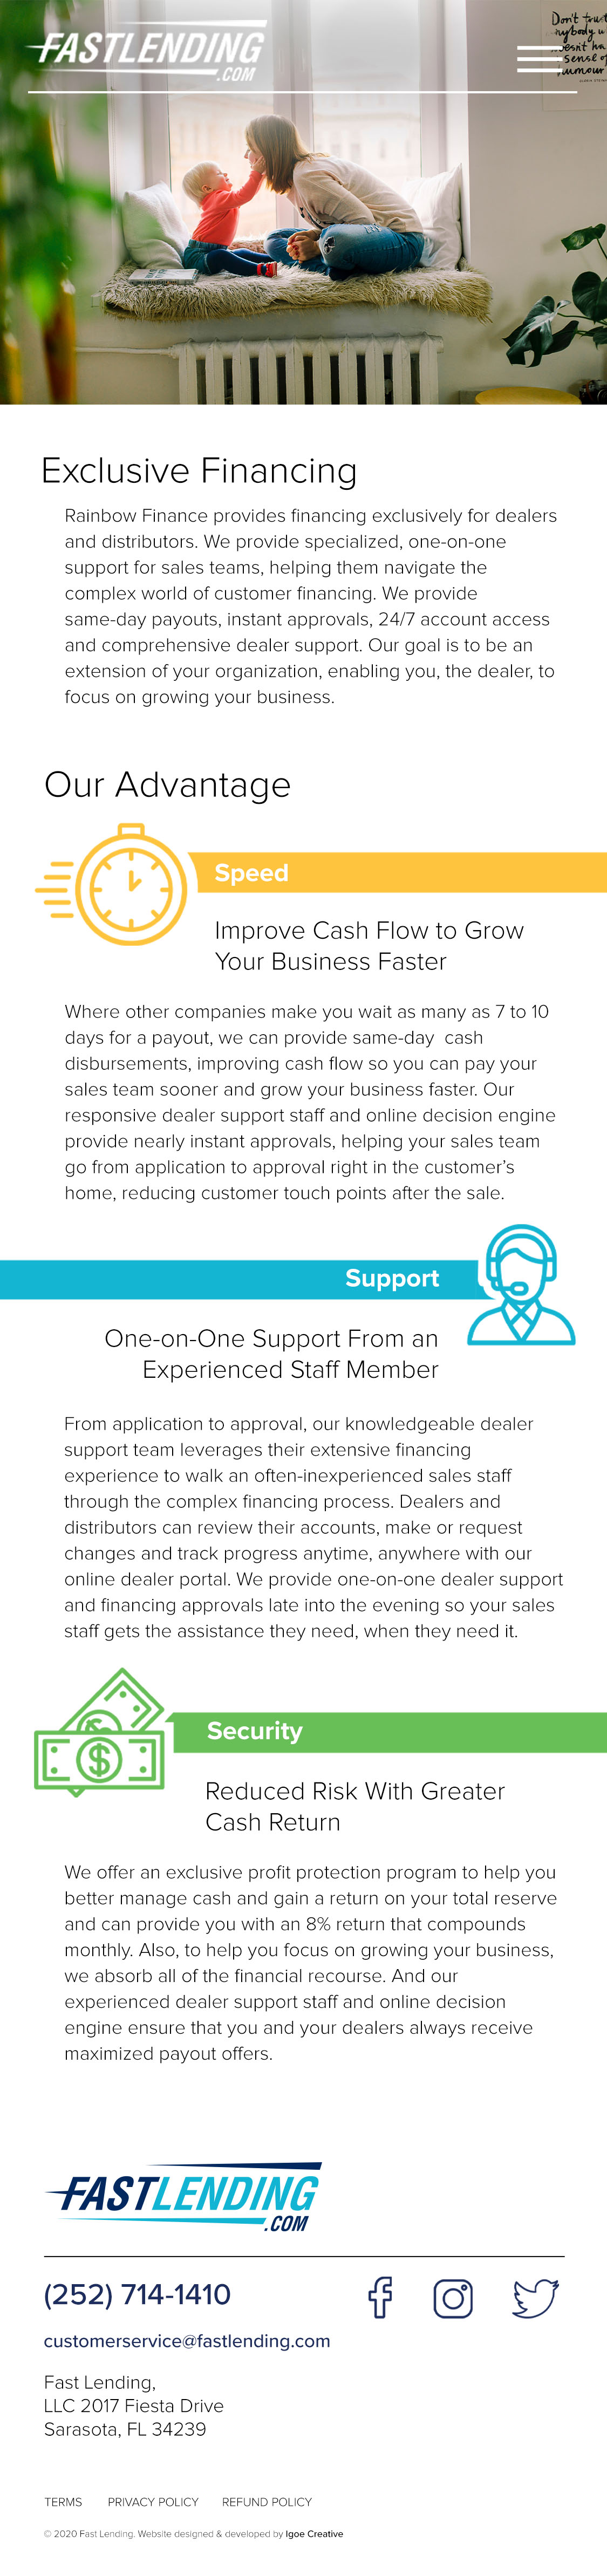 FASTLENDING
.COM
Don't trust
nybody w
esn't ha
sense of
umour
Exclusive Financing
Rainbow Finance provides financing exclusively for dealers
and distributors. We provide specialized, one-on-one
support for sales teams, helping them navigate the
complex world of customer financing. We provide
same-day payouts, instant approvals, 24/7 account access
and comprehensive dealer support. Our goal is to be an
extension of your organization, enabling you, the dealer, to
focus on growing your business.
Our Advantage
Speed
Improve Cash Flow to Grow
Your Business Faster
Where other companies make you wait as many as 7 to 10
days for a payout, we can provide same-day  cash
disbursements, improving cash flow so you can pay your
sales team sooner and grow your business faster. Our
responsive dealer support staff and online decision engine
provide nearly instant approvals, helping your sales team
go from application to approval right in the customer's
home, reducing customer touch points after the sale.
Support
One-on-One Support From an
Experienced Staff Member
From application to approval, our knowledgeable dealer
support team leverages their extensive financing
experience to walk an often-inexperienced sales staff
through the complex financing process. Dealers and
distributors can review their accounts, make or request
changes and track progress anytime, anywhere with our
online dealer portal. We provide one-on-one dealer support
and financing approvals late into the evening so your sales
staff gets the assistance they need, when they need it.
$
Security
Reduced Risk With Greater
Cash Return
We offer an exclusive profit protection program to help you
better manage cash and gain a return on your total reserve
and can provide you with an 8% return that compounds
monthly. Also, to help you focus on growing your business,
we absorb all of the financial recourse. And our
experienced dealer support staff and online decision
engine ensure that you and your dealers always receive
maximized payout offers.
FASTLENDING
.COM
(252) 714-1410
customerservice@fastlending.com
Fast Lending,
LLC 2017 Fiesta Drive
Sarasota, FL 34239
TERMS PRIVACY POLICY REFUND POLICY
© 2020 Fast Lending. Website designed & developed by Igoe Creative